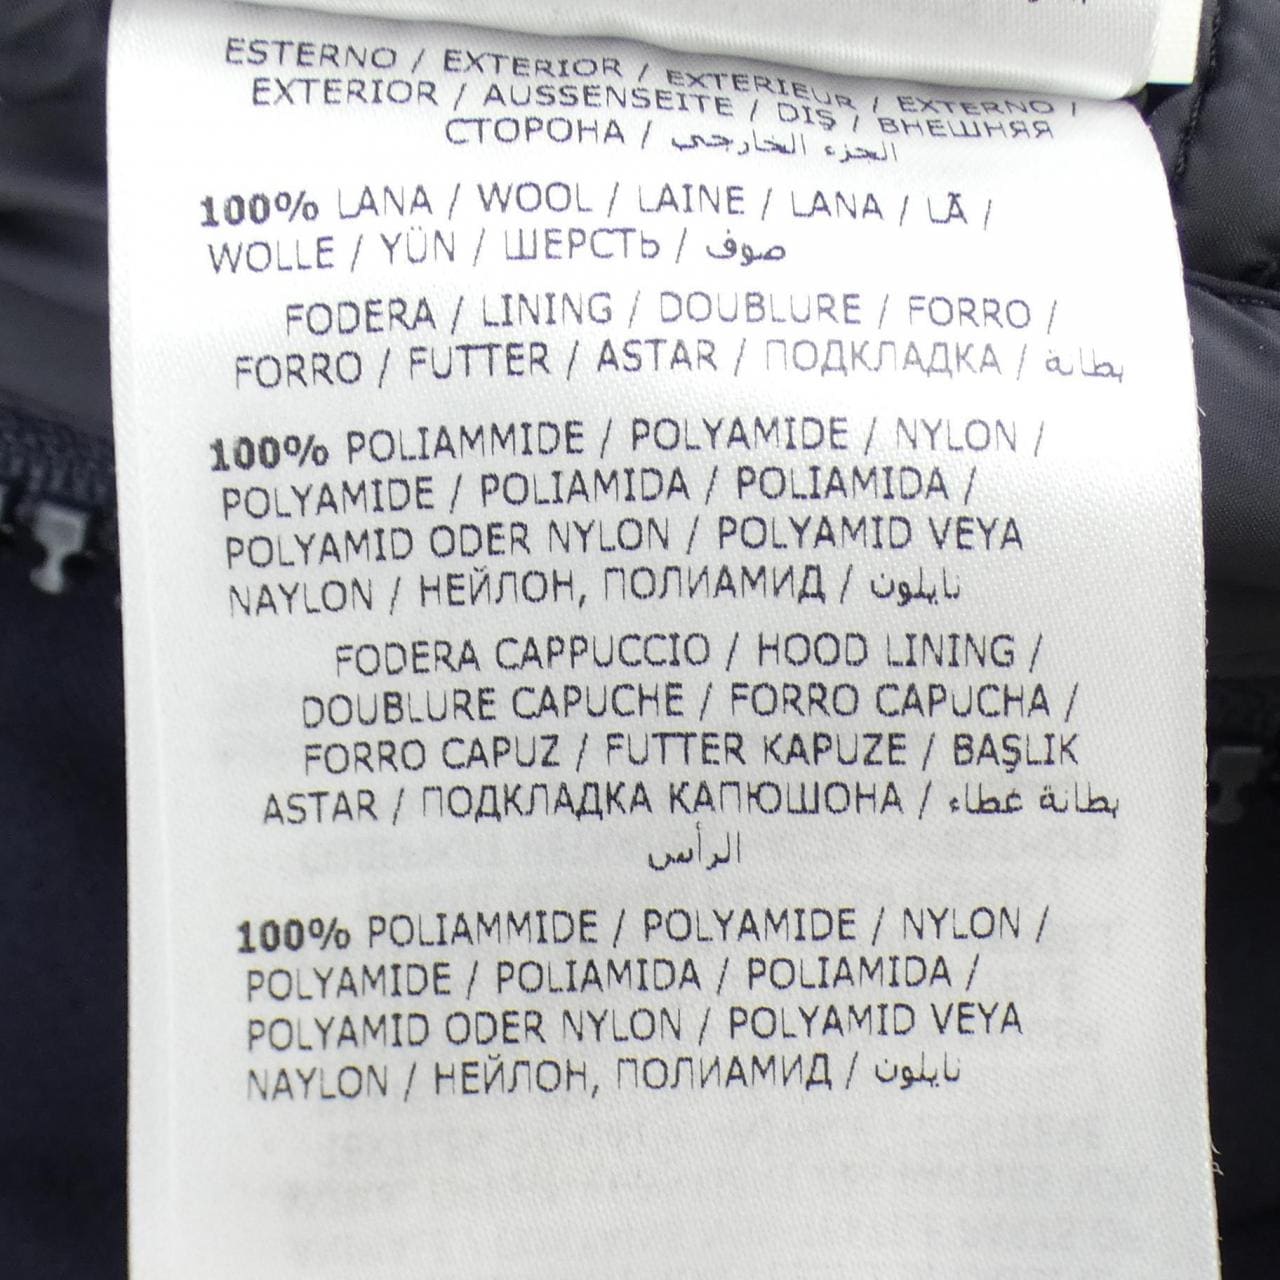 ESTERNO / EXTERIOR / EXTERIEUR / EXTERNO /
EXTERIOR / AUSSENSEITE / DIŞ / ВНЕШНЯЯ
СТОРОНА / الجزء الخارجي
100% LANA / WOOL / LAINE / LANA / LÃ /
WOLLE / YÜN / ШЕРСТЬ / صوف
FODERA / LINING / DOUBLURE / FORRO /
FORRO / FUTTER / ASTAR / ПОДКЛАДКА / بطانة
100% POLIAMMIDE / POLYAMIDE / NYLON /
POLYAMIDE / POLIAMIDA / POLIAMIDA /
POLYAMID ODER NYLON / POLYAMID VEYA
NAYLON / НЕЙЛОН, ПОЛИАМИД / نايلون
FODERA CAPPUCCIO / HOOD LINING /
DOUBLURE CAPUCHE / FORRO CAPUCHA /
FORRO CAPUZ / FUTTER KAPUZE / BAŞLIK
ASTAR / ПОДКЛАДКА КАПЮШОНА / بطانة غطاء
الرأس
100% POLIAMMIDE / POLYAMIDE / NYLON /
POLYAMIDE / POLIAMIDA / POLIAMIDA /
POLYAMID ODER NYLON / POLYAMID VEYA
NAYLON / НЕЙЛОН, ПОЛИАМИД / نايلون